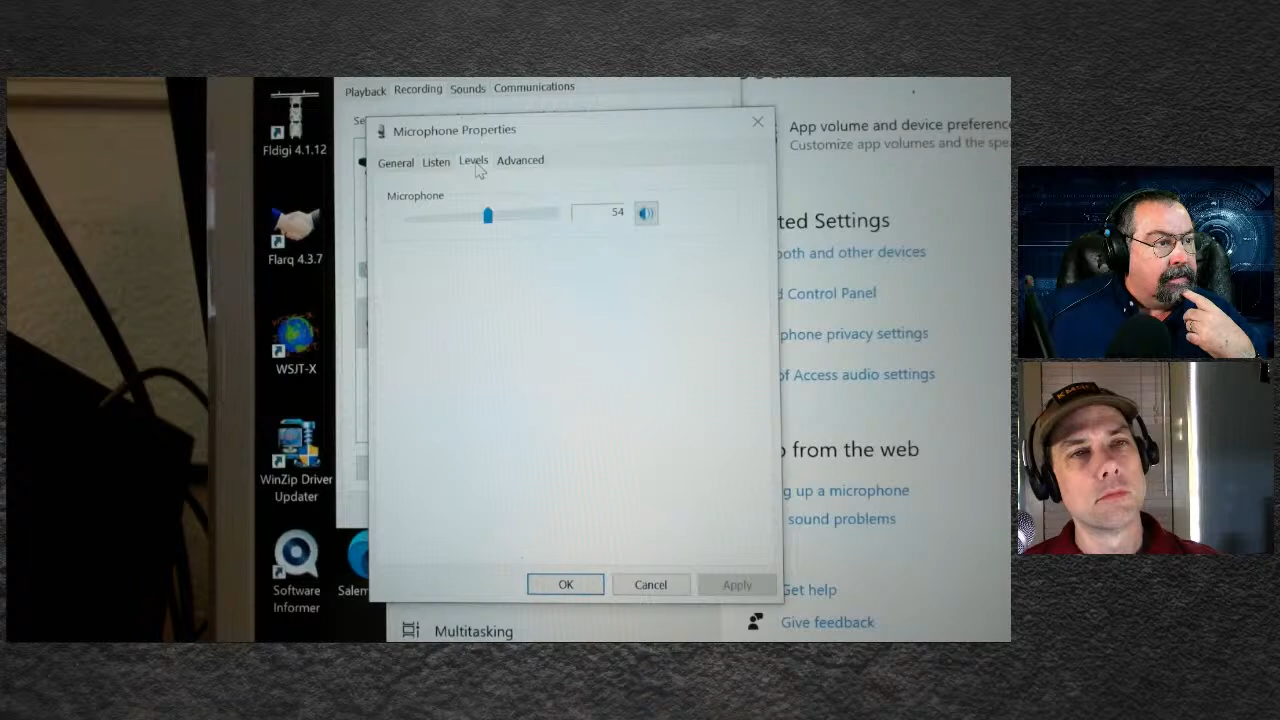 Playback Recording Sounds Communications
Se
Microphone Properties
General Listen Levels Advanced
Microphone
54
OK Cancel Apply
Fldigi 4.1.12
Flarq 4.3.7
WSJT-X
WinZip Driver
Updater
Software
Informer
Salem
App volume and device preferenc
Customize app volumes and the spe
ted Settings
ooth and other devices
d Control Panel
phone privacy settings
of Access audio settings
from the web
g up a microphone
sound problems
Get help
Give feedback
Multitasking